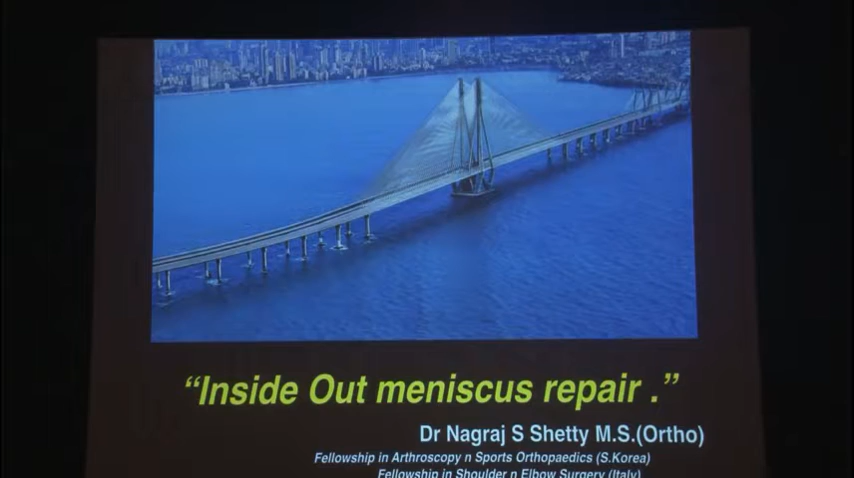 “Inside Out meniscus repair .”
Dr Nagraj S Shetty M.S.(Ortho)
Fellowship in Arthroscopy n Sports Orthopaedics (S.Korea)
Fellowship in Shoulder n Elbow Surgery (Italy)